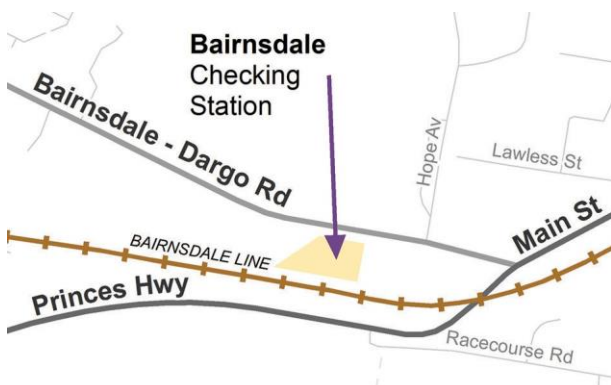 Bairnsdale
Checking
Station
Bairnsdale - Dargo Rd
Hope Av
Lawless St
Main St
BAIRNSDALE LINE
Princes Hwy
Racecourse Rd